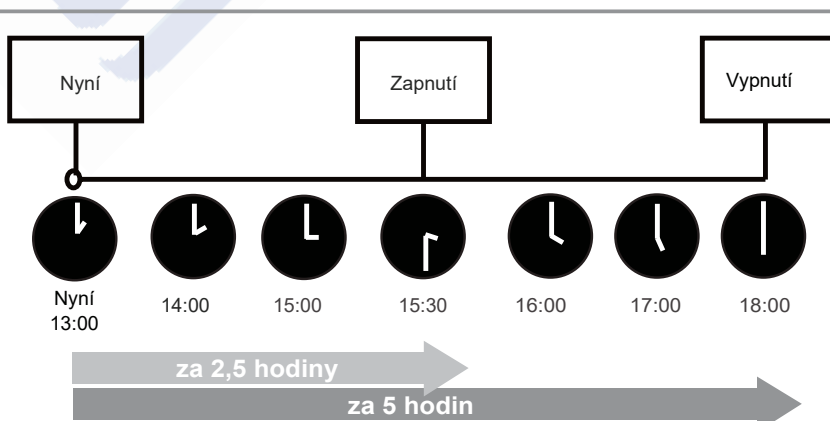 Nyní
Zapnutí
Vypnutí
Nyní
13:00
14:00
15:00
15:30
16:00
17:00
18:00
za 2,5 hodiny
za 5 hodin